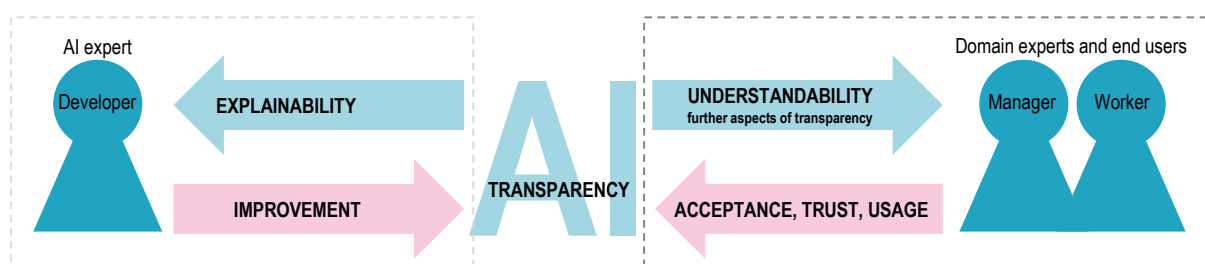 AI expert
Developer
EXPLAINABILITY
IMPROVEMENT
AI
TRANSPARENCY
UNDERSTANDABILITY
further aspects of transparency
ACCEPTANCE, TRUST, USAGE
Domain experts and end users
Manager
Worker